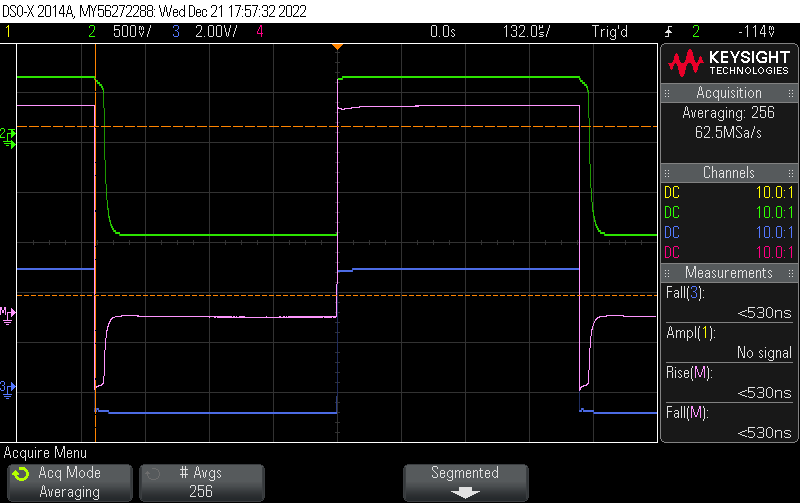 DSO-X 2014A, MY56272288: Wed Dec 21 17:57:32 2022
1 2 500▽/ 3 2.00V/ 4 0.0s 132.0▽/ Trig'd 2 -114▽
KEYSIGHT
TECHNOLOGIES
Acquisition
Averaging: 256
62.5MSa/s
Channels
DC 10.0:1
DC 10.0:1
DC 10.0:1
DC 10.0:1
Measurements
Fall(3):
<530ns
Ampl(1):
No signal
Rise(M):
<530ns
Fall(M):
<530ns
2
M
3
Acquire Menu
Acq Mode
Averaging
# Avgs
256
Segmented